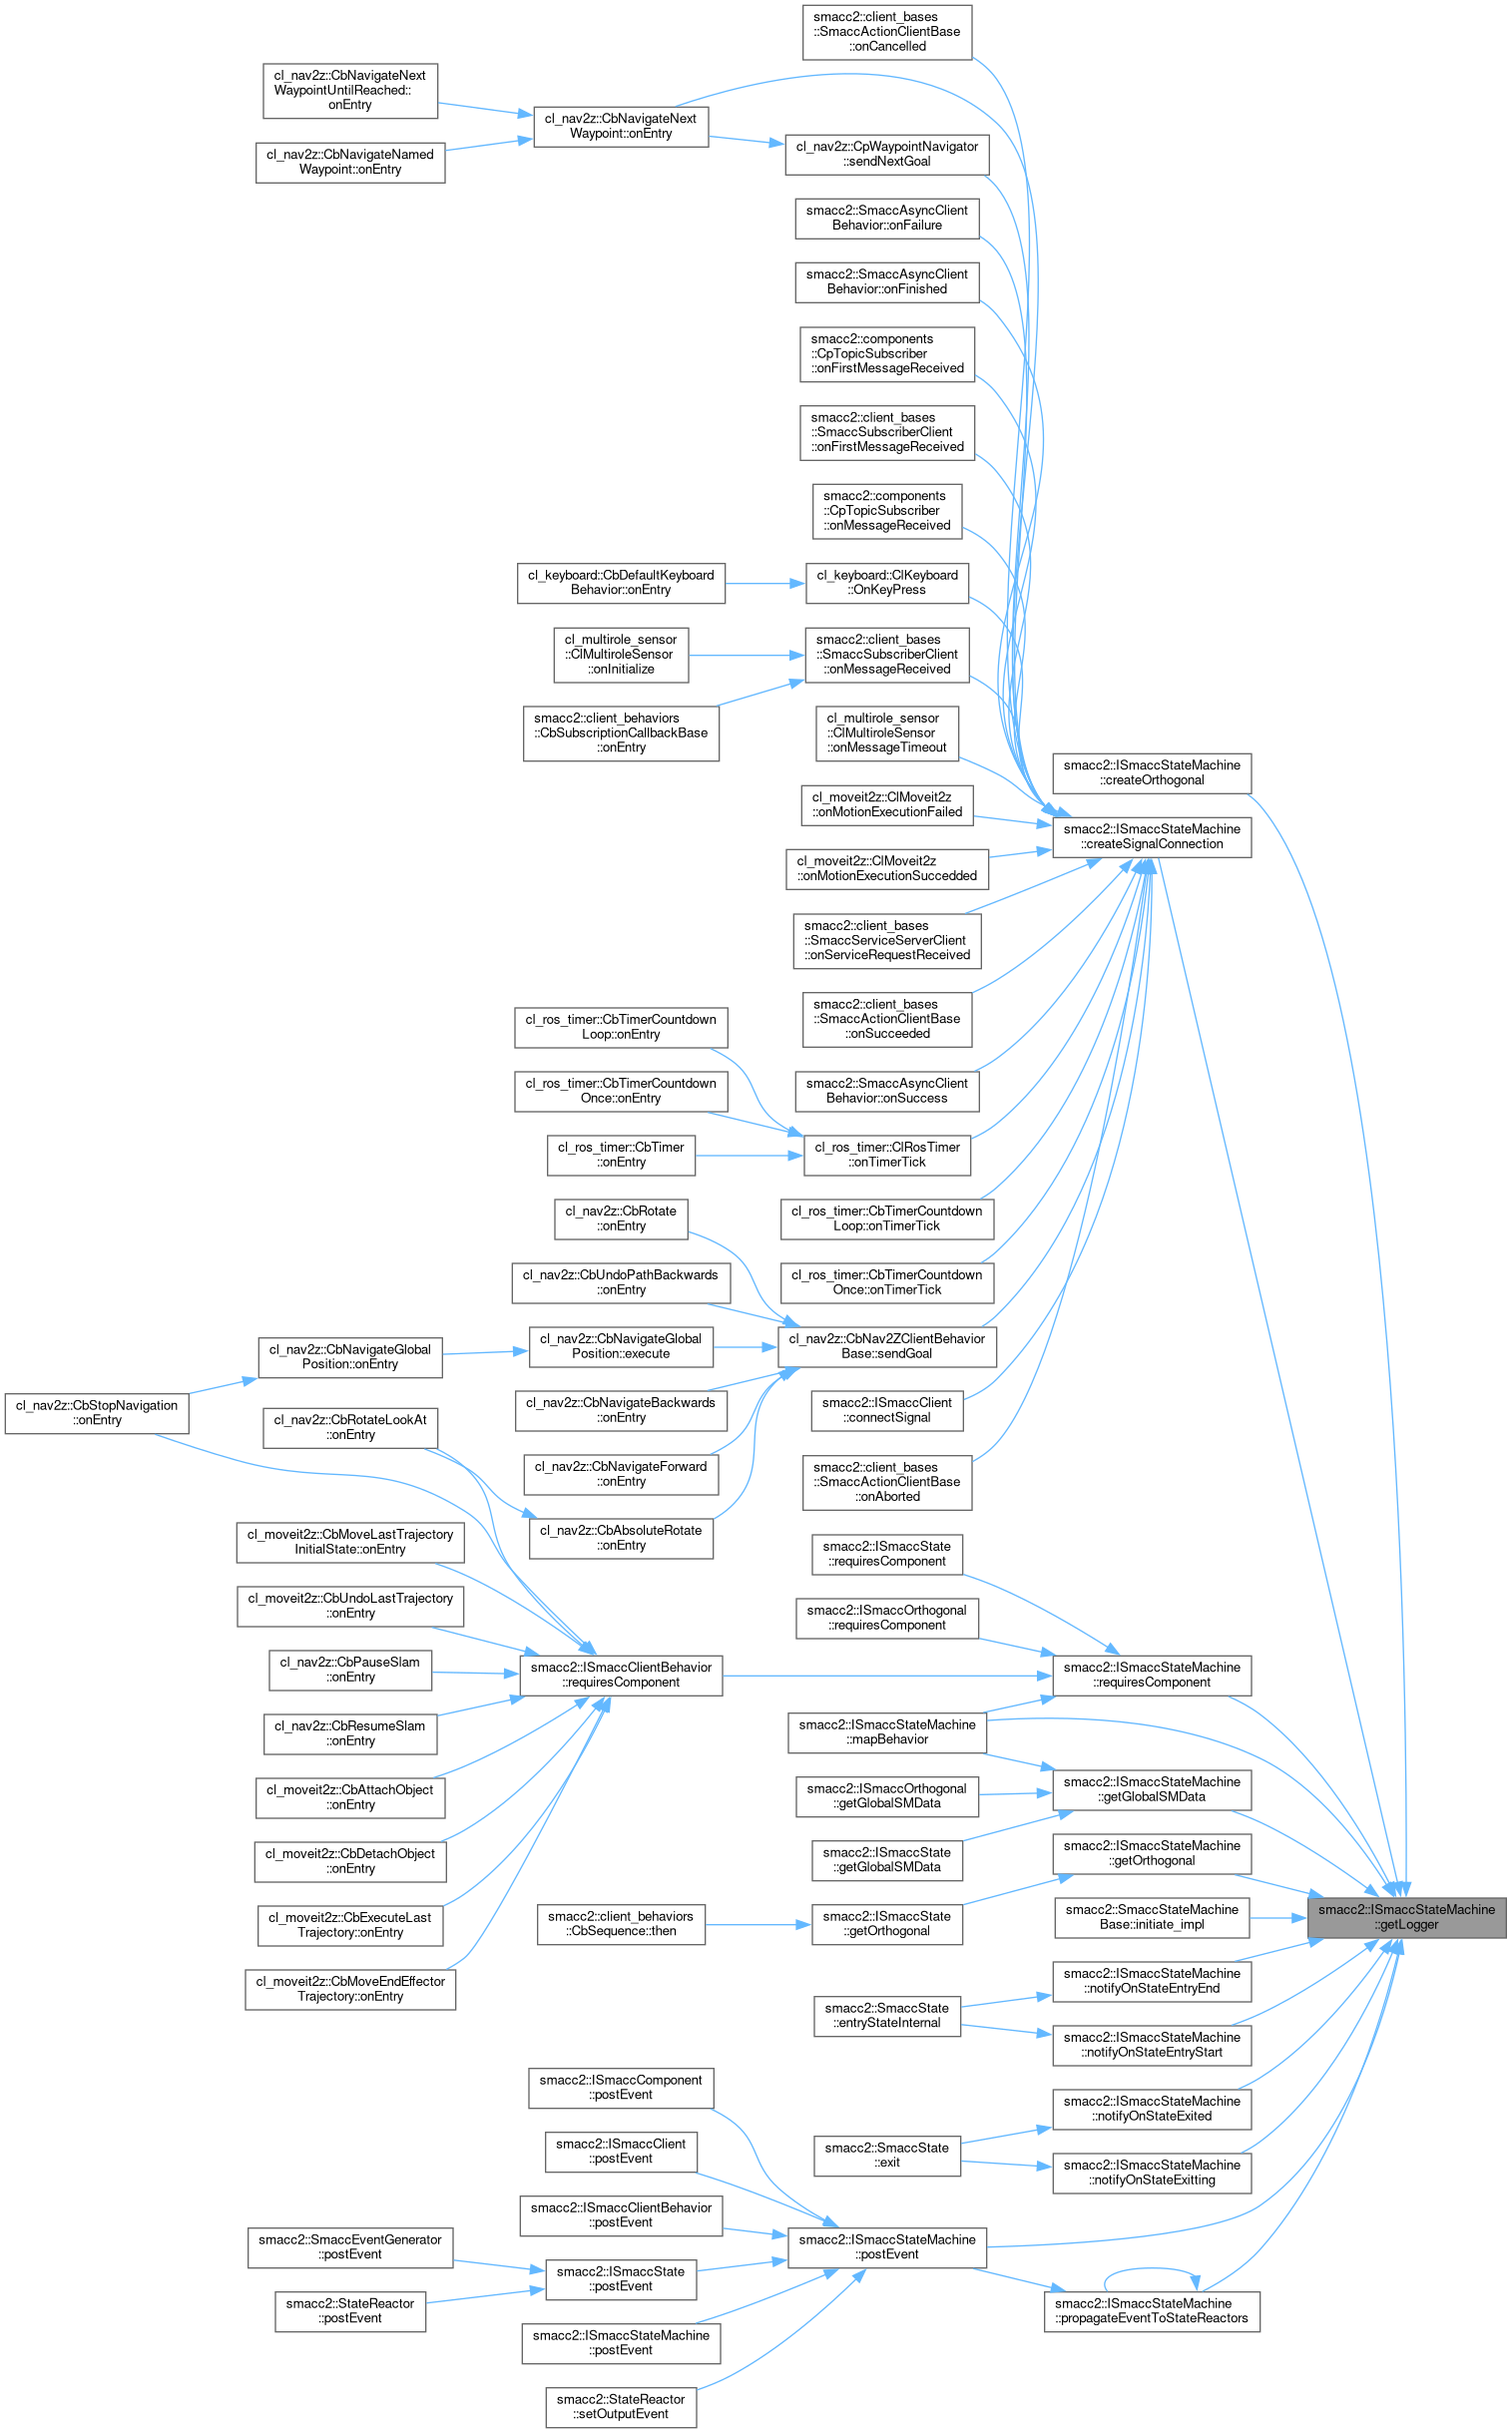 smacc2::client_bases
::SmaccActionClientBase
::onCancelled
cl_nav2z::CbNavigateNext
WaypointUntilReached::
onEntry
cl_nav2z::CbNavigateNext
Waypoint::onEntry
cl_nav2z::CbNavigateNamed
Waypoint::onEntry
cl_nav2z::CpWaypointNavigator
::sendNextGoal
smacc2::SmaccAsyncClient
Behavior::onFailure
smacc2::SmaccAsyncClient
Behavior::onFinished
smacc2::components
::CpTopicSubscriber
::onFirstMessageReceived
smacc2::client_bases
::SmaccSubscriberClient
::onFirstMessageReceived
smacc2::components
::CpTopicSubscriber
::onMessageReceived
cl_keyboard::CbDefaultKeyboard
Behavior::onEntry
cl_keyboard::ClKeyboard
::OnKeyPress
cl_multirole_sensor
::ClMultiroleSensor
::onInitialize
smacc2::client_bases
::SmaccSubscriberClient
::onMessageReceived
smacc2::client_behaviors
::CbSubscriptionCallbackBase
::onEntry
cl_multirole_sensor
::ClMultiroleSensor
::onMessageTimeout
smacc2::ISmaccStateMachine
::createOrthogonal
cl_moveit2z::ClMoveit2z
::onMotionExecutionFailed
smacc2::ISmaccStateMachine
::createSignalConnection
cl_moveit2z::ClMoveit2z
::onMotionExecutionSuccedded
smacc2::client_bases
::SmaccServiceServerClient
::onServiceRequestReceived
smacc2::client_bases
::SmaccActionClientBase
::onSucceeded
cl_ros_timer::CbTimerCountdown
Loop::onEntry
cl_ros_timer::CbTimerCountdown
Once::onEntry
smacc2::SmaccAsyncClient
Behavior::onSuccess
cl_ros_timer::CbTimer
::onEntry
cl_ros_timer::ClRosTimer
::onTimerTick
cl_nav2z::CbRotate
::onEntry
cl_ros_timer::CbTimerCountdown
Loop::onTimerTick
cl_nav2z::CbUndoPathBackwards
::onEntry
cl_ros_timer::CbTimerCountdown
Once::onTimerTick
cl_nav2z::CbNavigateGlobal
Position::onEntry
cl_nav2z::CbNavigateGlobal
Position::execute
cl_nav2z::CbNav2ZClientBehavior
Base::sendGoal
cl_nav2z::CbStopNavigation
::onEntry
cl_nav2z::CbRotateLookAt
::onEntry
cl_nav2z::CbNavigateBackwards
::onEntry
smacc2::ISmaccClient
::connectSignal
cl_nav2z::CbNavigateForward
::onEntry
smacc2::client_bases
::SmaccActionClientBase
::onAborted
cl_moveit2z::CbMoveLastTrajectory
InitialState::onEntry
cl_nav2z::CbAbsoluteRotate
::onEntry
smacc2::ISmaccState
::requiresComponent
cl_moveit2z::CbUndoLastTrajectory
::onEntry
smacc2::ISmaccOrthogonal
::requiresComponent
cl_nav2z::CbPauseSlam
::onEntry
smacc2::ISmaccClientBehavior
::requiresComponent
smacc2::ISmaccStateMachine
::requiresComponent
cl_nav2z::CbResumeSlam
::onEntry
smacc2::ISmaccStateMachine
::mapBehavior
cl_moveit2z::CbAttachObject
::onEntry
smacc2::ISmaccOrthogonal
::getGlobalSMData
smacc2::ISmaccStateMachine
::getGlobalSMData
cl_moveit2z::CbDetachObject
::onEntry
smacc2::ISmaccState
::getGlobalSMData
smacc2::ISmaccStateMachine
::getOrthogonal
cl_moveit2z::CbExecuteLast
Trajectory::onEntry
smacc2::client_behaviors
::CbSequence::then
smacc2::ISmaccState
::getOrthogonal
smacc2::SmaccStateMachine
Base::initiate_impl
smacc2::ISmaccStateMachine
::getLogger
cl_moveit2z::CbMoveEndEffector
Trajectory::onEntry
smacc2::ISmaccStateMachine
::notifyOnStateEntryEnd
smacc2::SmaccState
::entryStateInternal
smacc2::ISmaccStateMachine
::notifyOnStateEntryStart
smacc2::ISmaccComponent
::postEvent
smacc2::ISmaccStateMachine
::notifyOnStateExited
smacc2::ISmaccClient
::postEvent
smacc2::SmaccState
::exit
smacc2::ISmaccStateMachine
::notifyOnStateExitting
smacc2::ISmaccClientBehavior
::postEvent
smacc2::SmaccEventGenerator
::postEvent
smacc2::ISmaccStateMachine
::postEvent
smacc2::ISmaccState
::postEvent
smacc2::StateReactor
::postEvent
smacc2::ISmaccStateMachine
::propagateEventToStateReactors
smacc2::ISmaccStateMachine
::postEvent
smacc2::StateReactor
::setOutputEvent